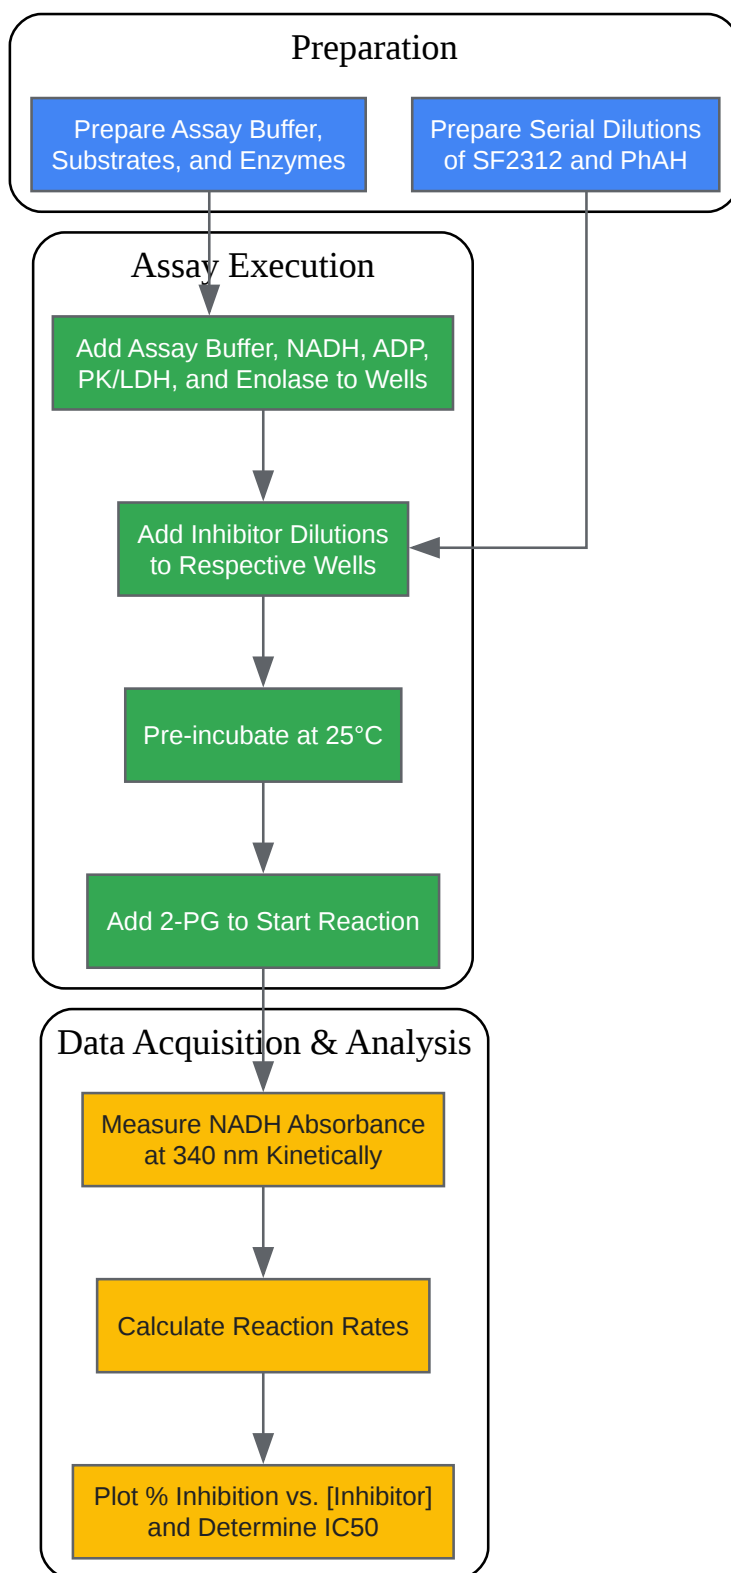 Preparation
Prepare Assay Buffer,
Substrates, and Enzymes
Prepare Serial Dilutions
of SF2312 and PhAH
Assay Execution
Add Assay Buffer, NADH, ADP,
PK/LDH, and Enolase to Wells
Add Inhibitor Dilutions
to Respective Wells
Pre-incubate at 25°C
Add 2-PG to Start Reaction
Data Acquisition & Analysis
Measure NADH Absorbance
at 340 nm Kinetically
Calculate Reaction Rates
Plot % Inhibition vs. [Inhibitor]
and Determine IC50